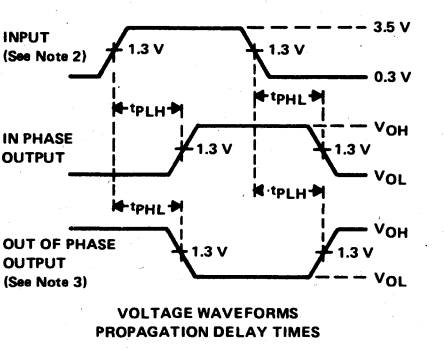 INPUT
(See Note 2)
1.3 V
1.3 V
3.5 V
0.3 V
tPLH
tPHL
IN PHASE
OUTPUT
1.3 V
1.3 V
VOH
VOL
tPHL
tPLH
OUT OF PHASE
OUTPUT
(See Note 3)
1.3 V
1.3 V
VOH
VOL
VOLTAGE WAVEFORMS
PROPAGATION DELAY TIMES